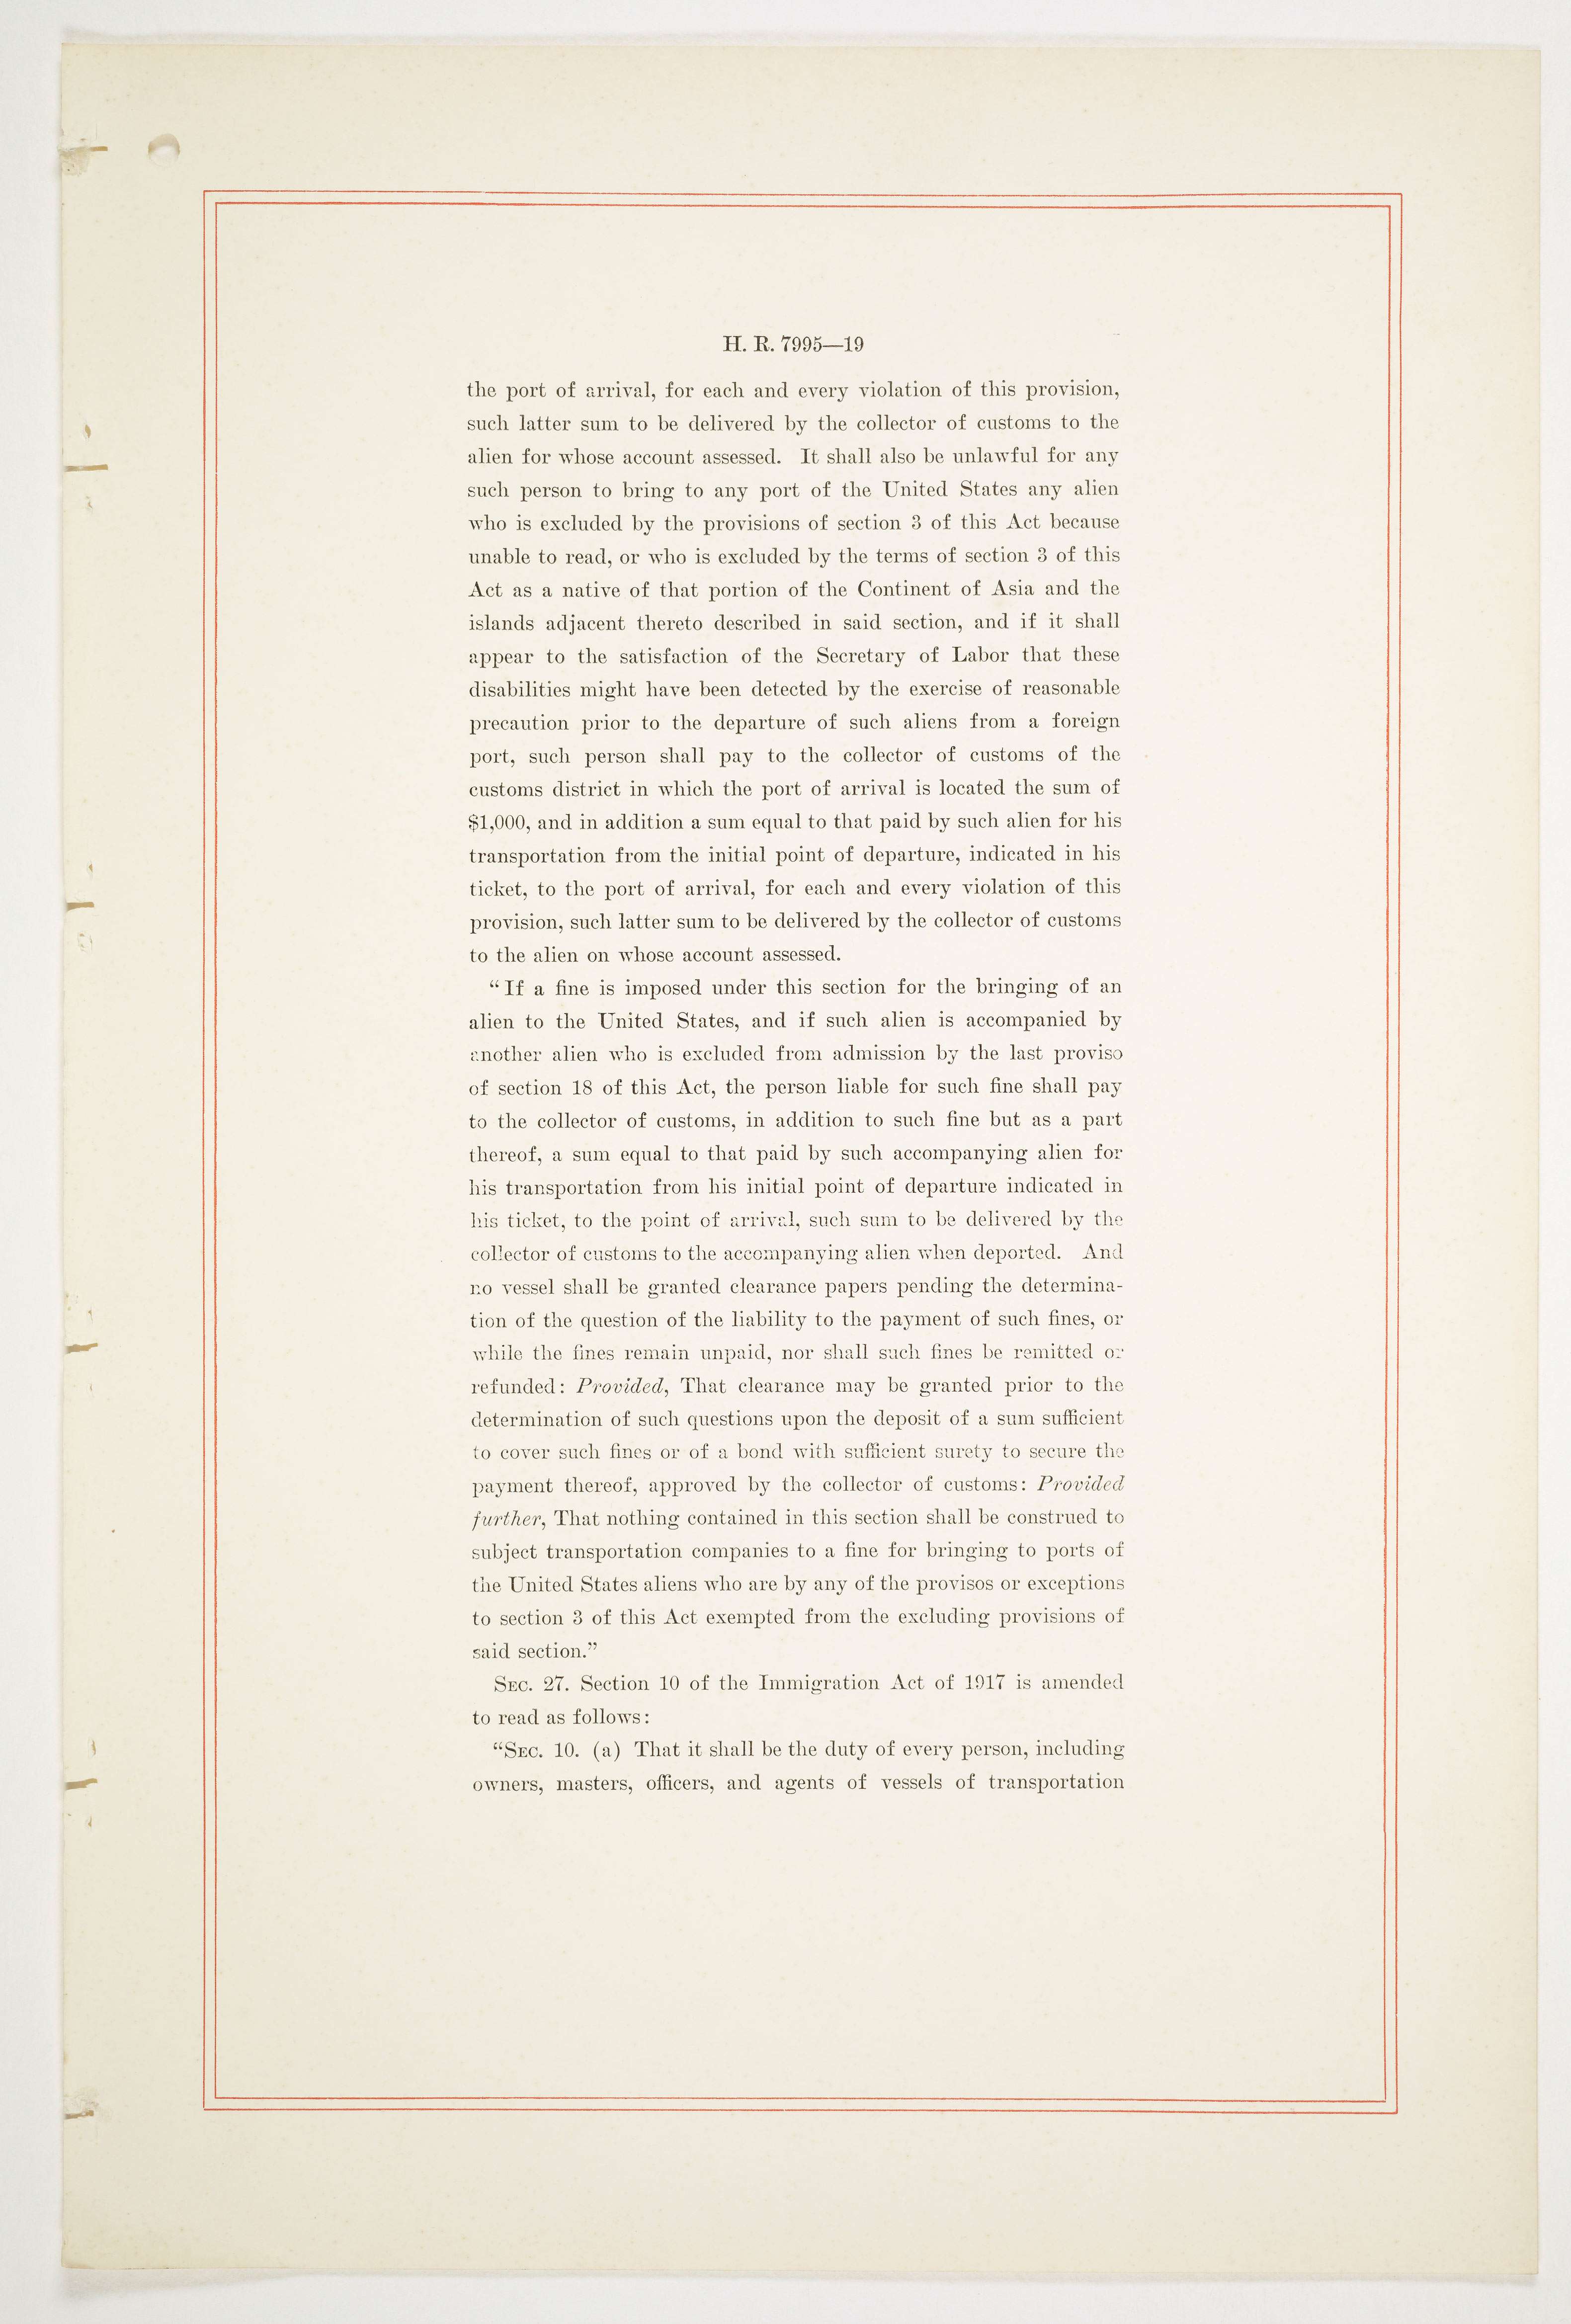 H. R. 7995—19
the port of arrival, for each and every violation of this provision,
such latter sum to be delivered by the collector of customs to the
alien for whose account assessed. It shall also be unlawful for any
such person to bring to any port of the United States any alien
who is excluded by the provisions of section 3 of this Act because
unable to read, or who is excluded by the terms of section 3 of this
Act as a native of that portion of the Continent of Asia and the
islands adjacent thereto described in said section, and if it shall
appear to the satisfaction of the Secretary of Labor that these
disabilities might have been detected by the exercise of reasonable
precaution prior to the departure of such aliens from a foreign
port, such person shall pay to the collector of customs of the
customs district in which the port of arrival is located the sum of
$1,000, and in addition a sum equal to that paid by such alien for his
transportation from the initial point of departure, indicated in his
ticket, to the port of arrival, for each and every violation of this
provision, such latter sum to be delivered by the collector of customs
to the alien on whose account assessed.
“If a fine is imposed under this section for the bringing of an
alien to the United States, and if such alien is accompanied by
another alien who is excluded from admission by the last proviso
of section 18 of this Act, the person liable for such fine shall pay
to the collector of customs, in addition to such fine but as a part
thereof, a sum equal to that paid by such accompanying alien for
his transportation from his initial point of departure indicated in
his ticket, to the point of arrival, such sum to be delivered by the
collector of customs to the accompanying alien when deported. And
no vessel shall be granted clearance papers pending the determina-
tion of the question of the liability to the payment of such fines, or
while the fines remain unpaid, nor shall such fines be remitted or
refunded: Provided, That clearance may be granted prior to the
determination of such questions upon the deposit of a sum sufficient
to cover such fines or of a bond with sufficient surety to secure the
payment thereof, approved by the collector of customs: Provided
further, That nothing contained in this section shall be construed to
subject transportation companies to a fine for bringing to ports of
the United States aliens who are by any of the provisos or exceptions
to section 3 of this Act exempted from the excluding provisions of
said section.”
SEC. 27. Section 10 of the Immigration Act of 1917 is amended
to read as follows:
“SEC. 10. (a) That it shall be the duty of every person, including
owners, masters, officers, and agents of vessels of transportation